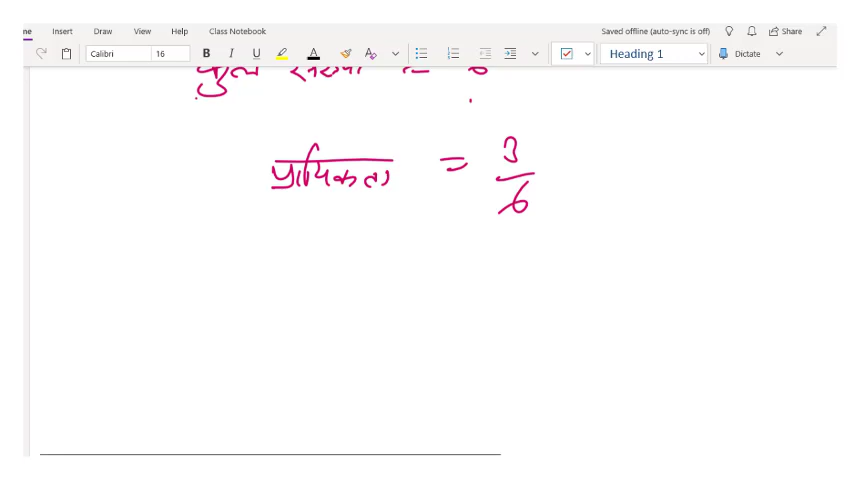 ne Insert Draw View Help Class Notebook Saved offline (auto-sync is off) Share
Calibri 16 B I U A A Heading 1 Dictate
कुल संख्या = 6
प्रायिकता = 3/6